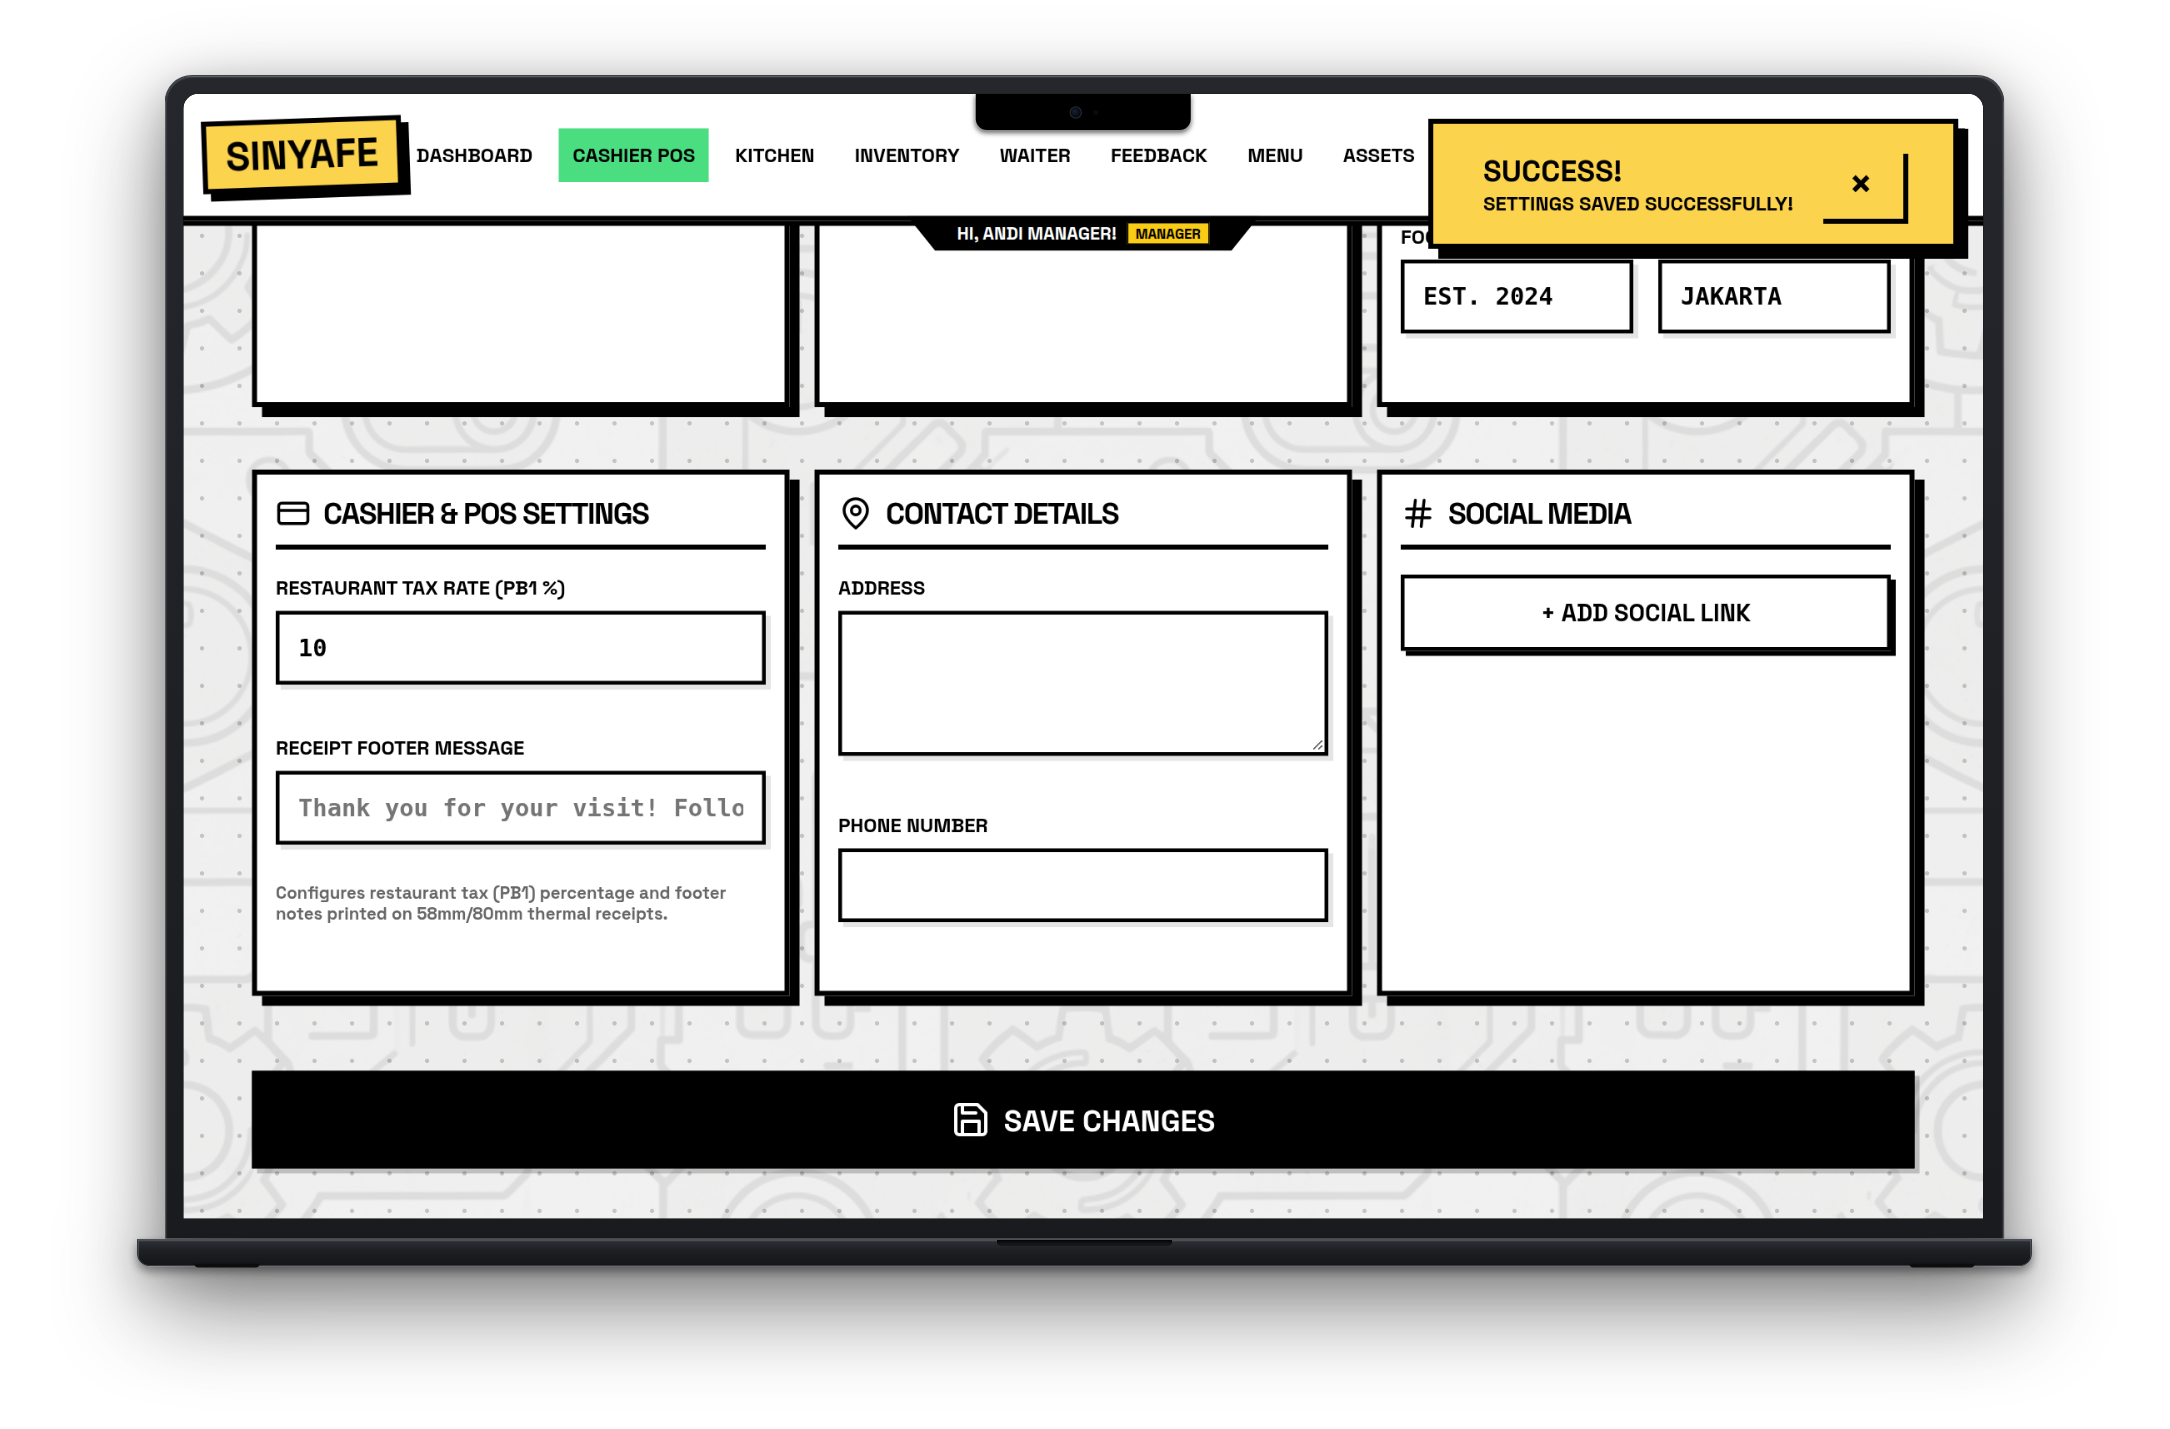 SINYAFE
DASHBOARD
CASHIER POS
KITCHEN
INVENTORY
WAITER
FEEDBACK
MENU
ASSETS
SUCCESS!
SETTINGS SAVED SUCCESSFULLY!
HI, ANDI MANAGER!
MANAGER
EST. 2024
JAKARTA
CASHIER & POS SETTINGS
RESTAURANT TAX RATE (PB1 %)
10
RECEIPT FOOTER MESSAGE
Thank you for your visit! Follo
Configures restaurant tax (PB1) percentage and footer
notes printed on 58mm/80mm thermal receipts.
CONTACT DETAILS
ADDRESS
PHONE NUMBER
SOCIAL MEDIA
+ ADD SOCIAL LINK
SAVE CHANGES